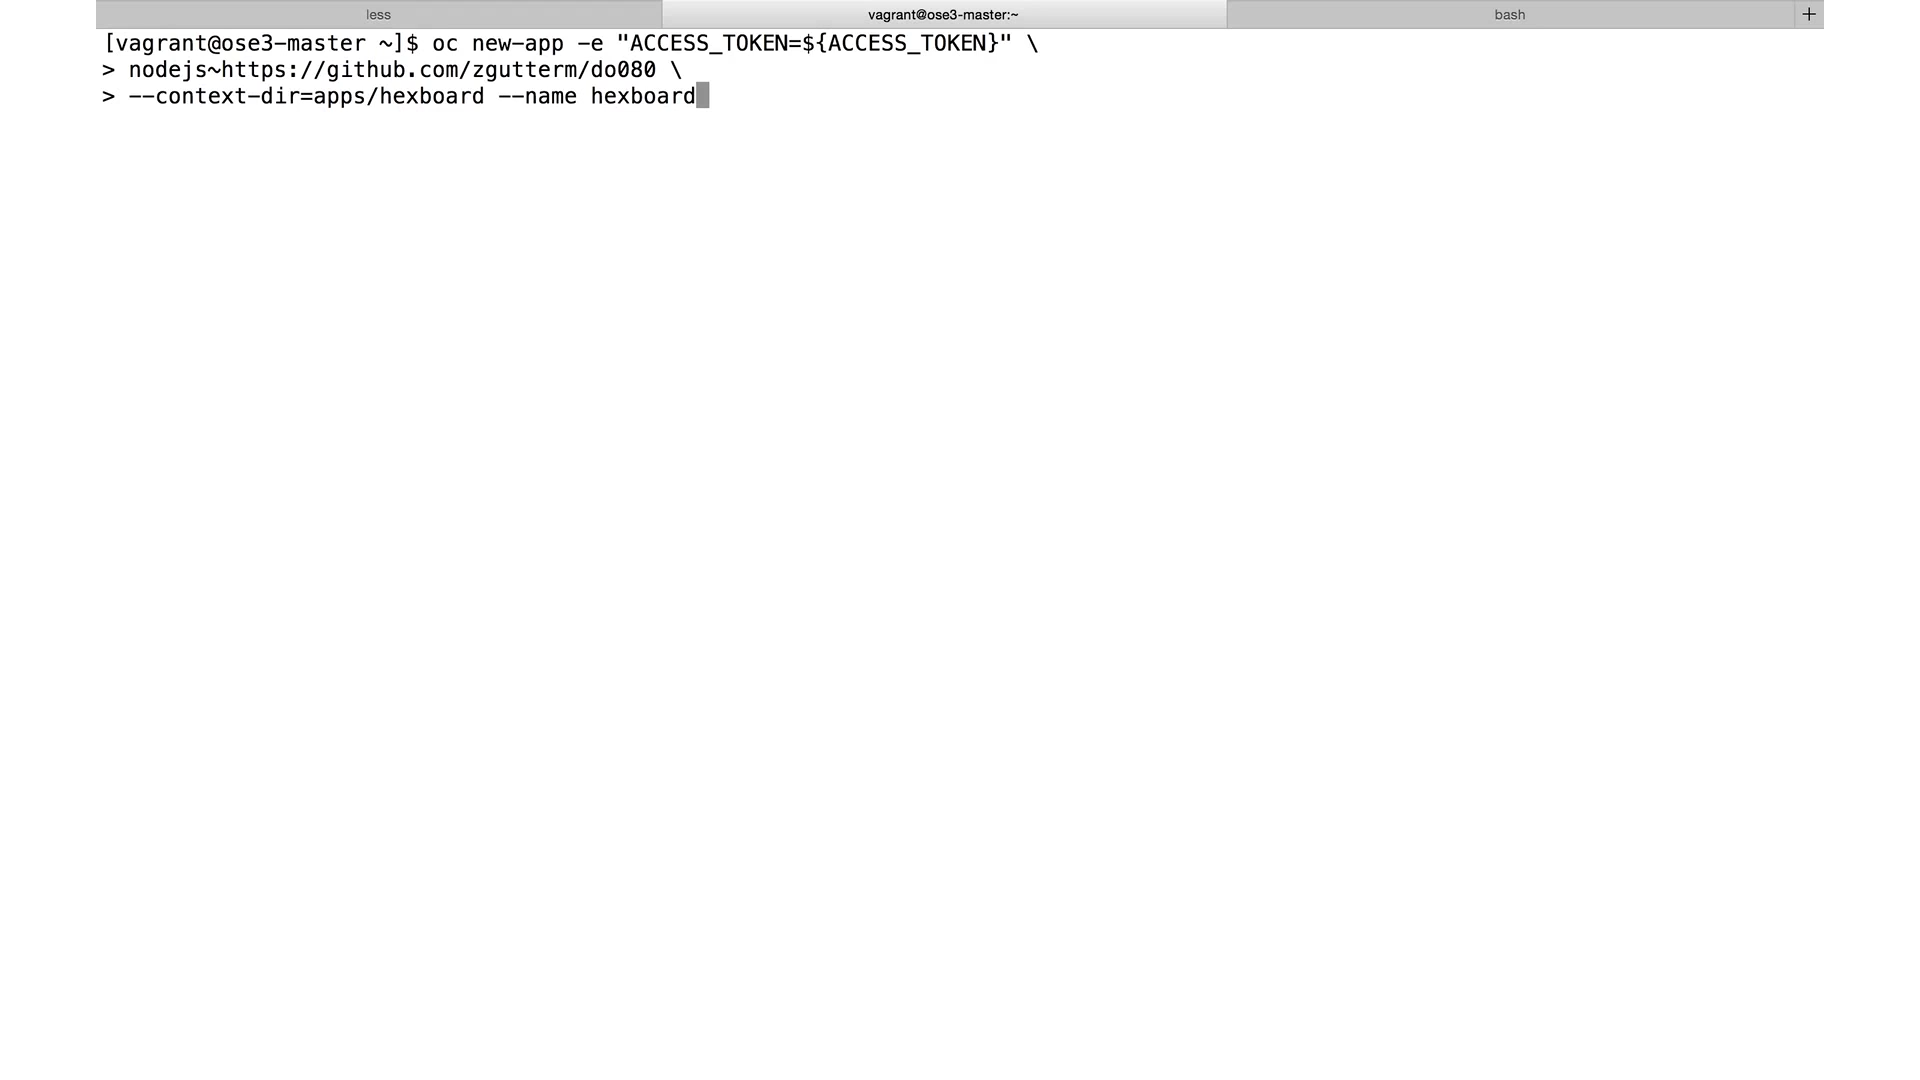 less
vagrant@ose3-master:~
bash
+
[vagrant@ose3-master ~]$ oc new-app -e "ACCESS_TOKEN=${ACCESS_TOKEN}" \
> nodejs~https://github.com/zgutterm/do080 \
> --context-dir=apps/hexboard --name hexboard